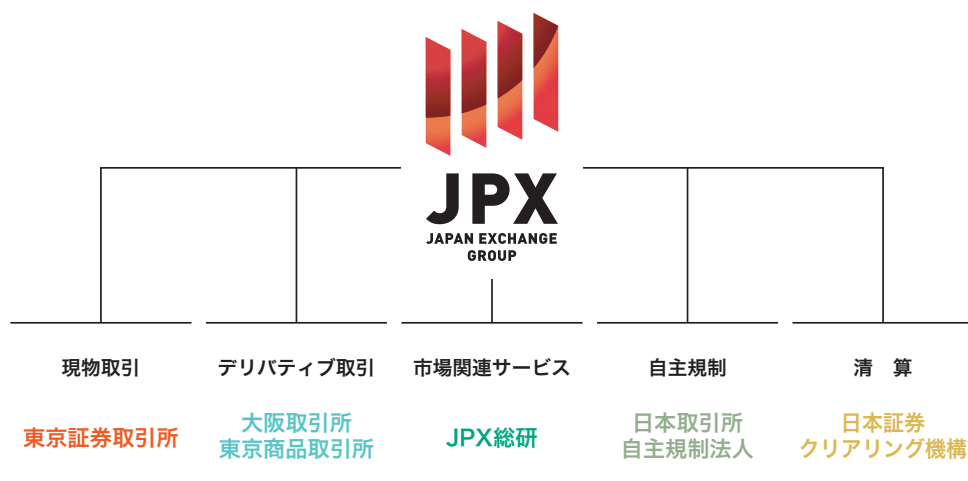 JPX
JAPAN EXCHANGE
GROUP
現物取引
東京証券取引所
デリバティブ取引
大阪取引所
東京商品取引所
市場関連サービス
JPX総研
自主規制
日本取引所
自主規制法人
清　算
日本証券
クリアリング機構